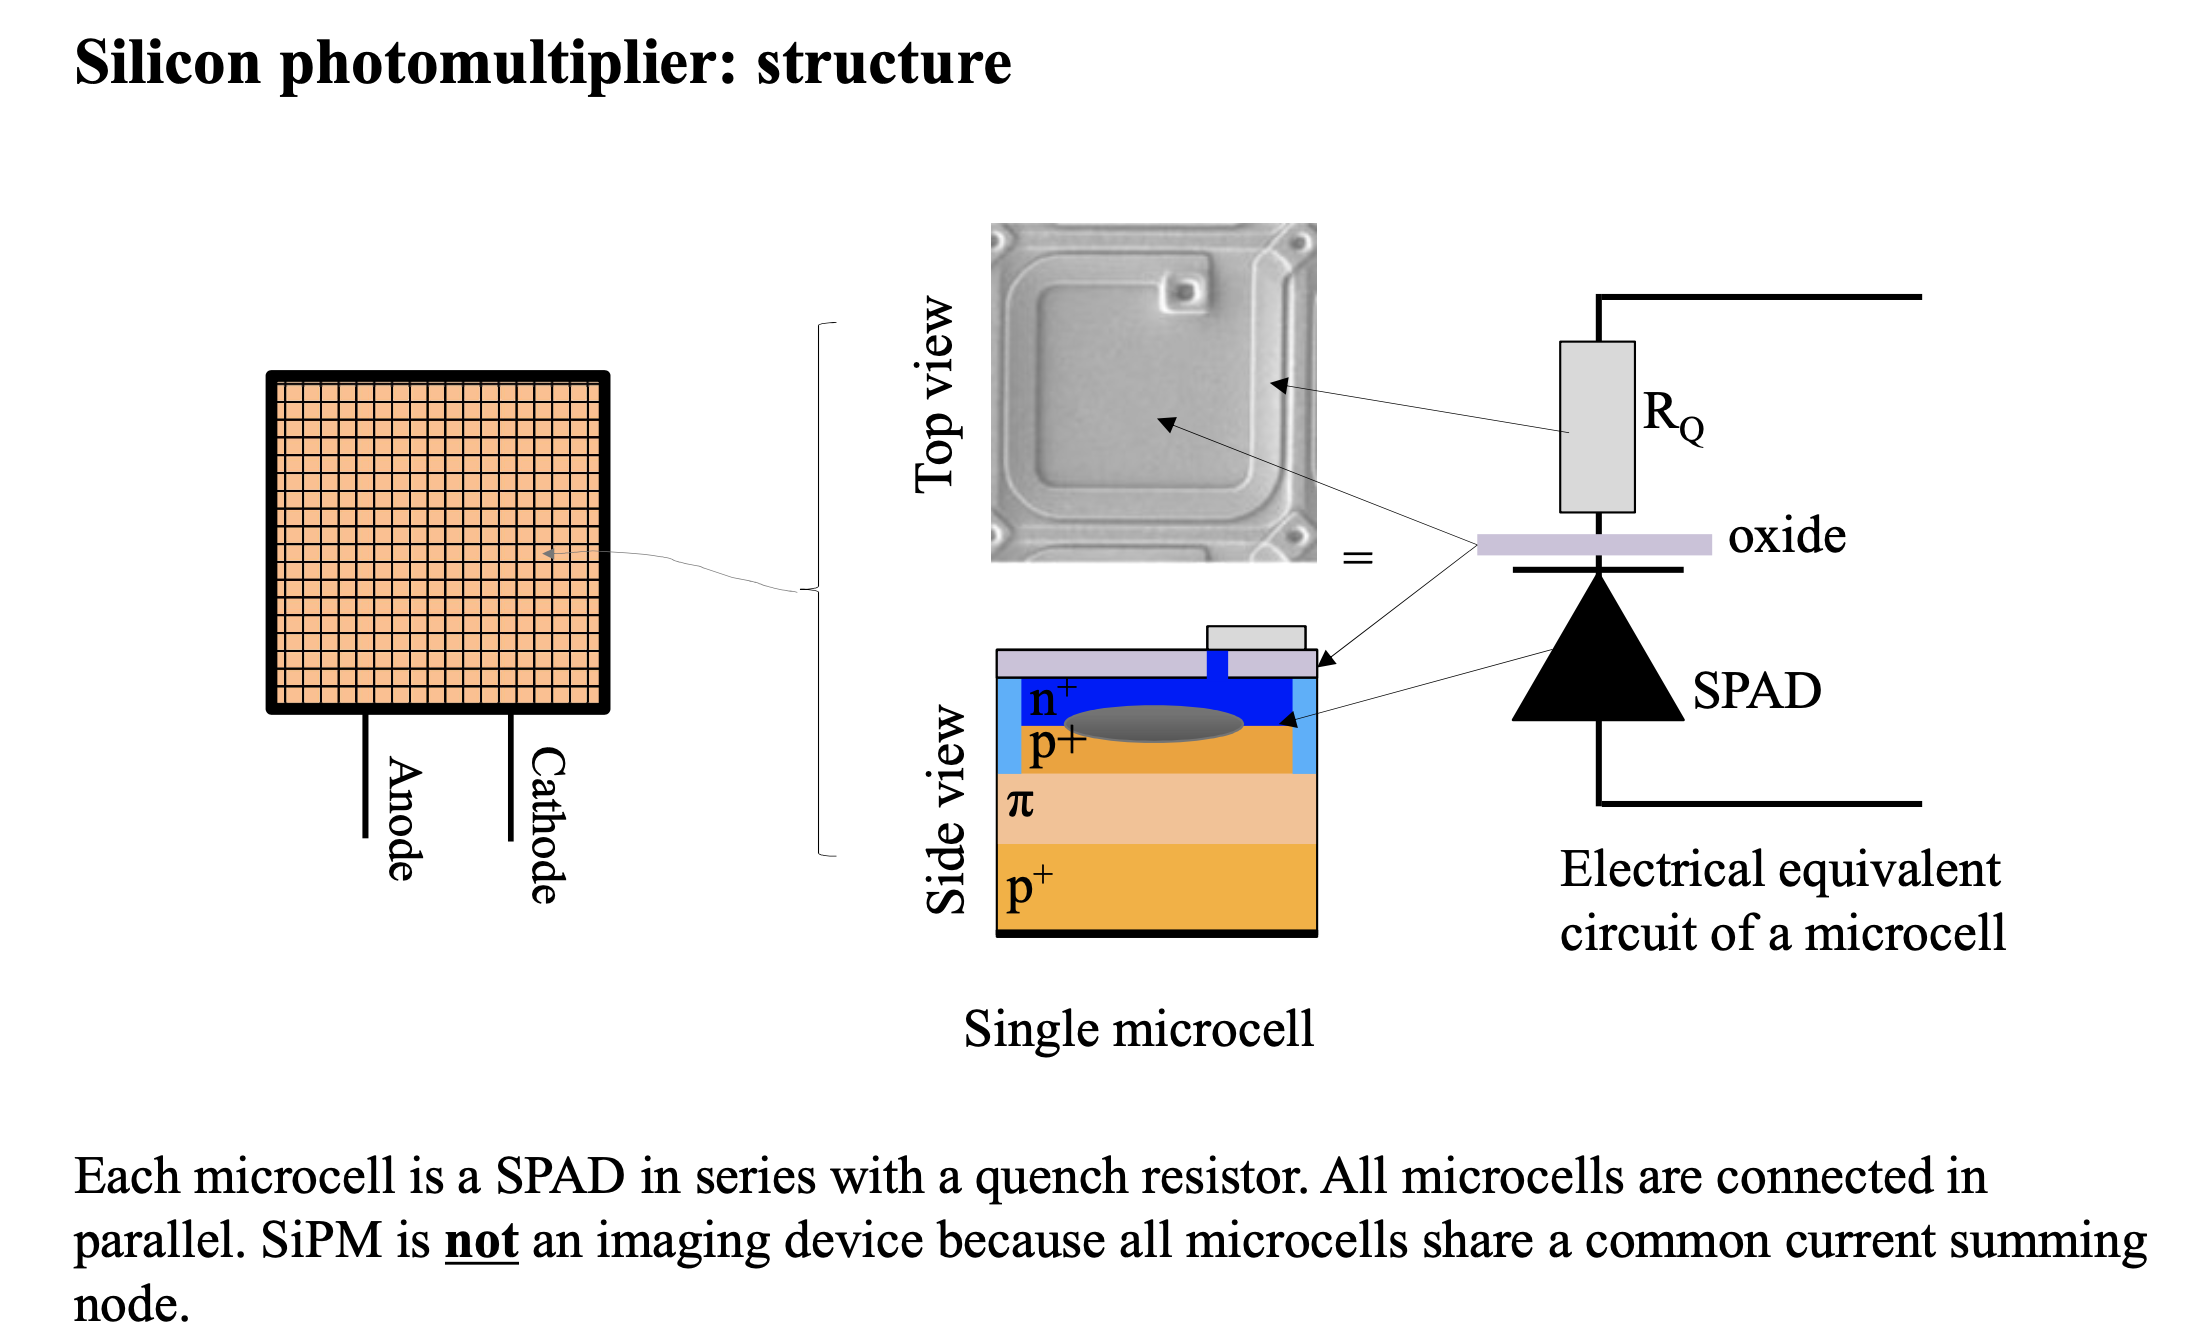 Silicon photomultiplier: structure
Top view
R_Q
oxide
=
SPAD
Anode
Cathode
Side view
n⁺
p+
π
p⁺
Electrical equivalent
circuit of a microcell
Single microcell
Each microcell is a SPAD in series with a quench resistor. All microcells are connected in
parallel. SiPM is not an imaging device because all microcells share a common current summing
node.